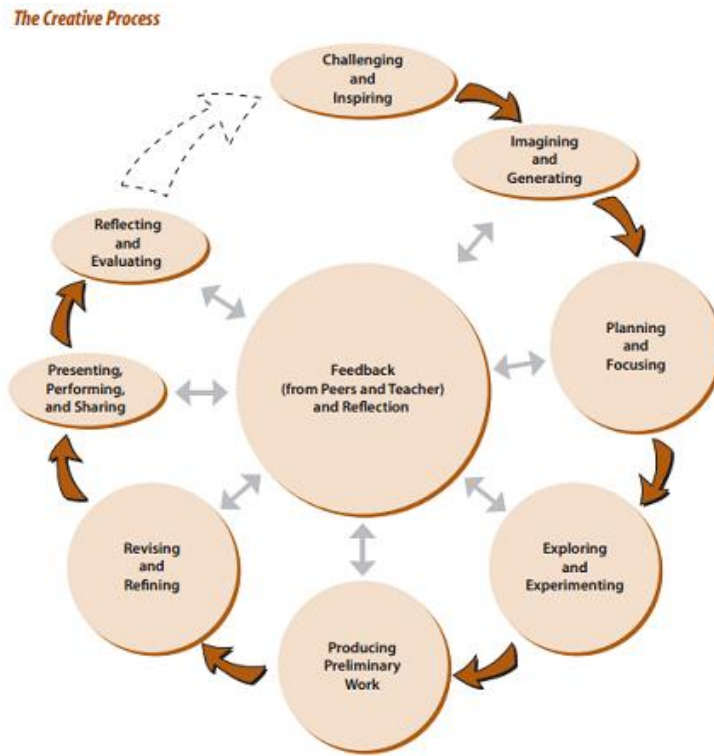 The Creative Process
Challenging
and
Inspiring
Imagining
and
Generating
Planning
and
Focusing
Exploring
and
Experimenting
Producing
Preliminary
Work
Revising
and
Refining
Presenting,
Performing,
and Sharing
Reflecting
and
Evaluating
Feedback
(from Peers and Teacher)
and Reflection